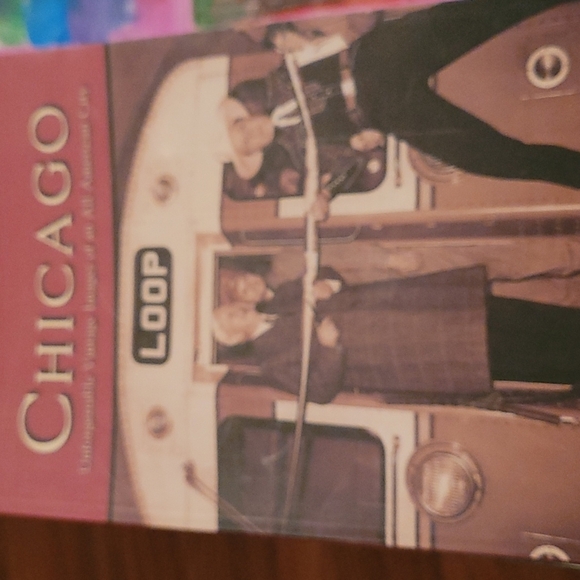 CHICAGO
Unforgettable Vintage Images of an All-American City
LOOP